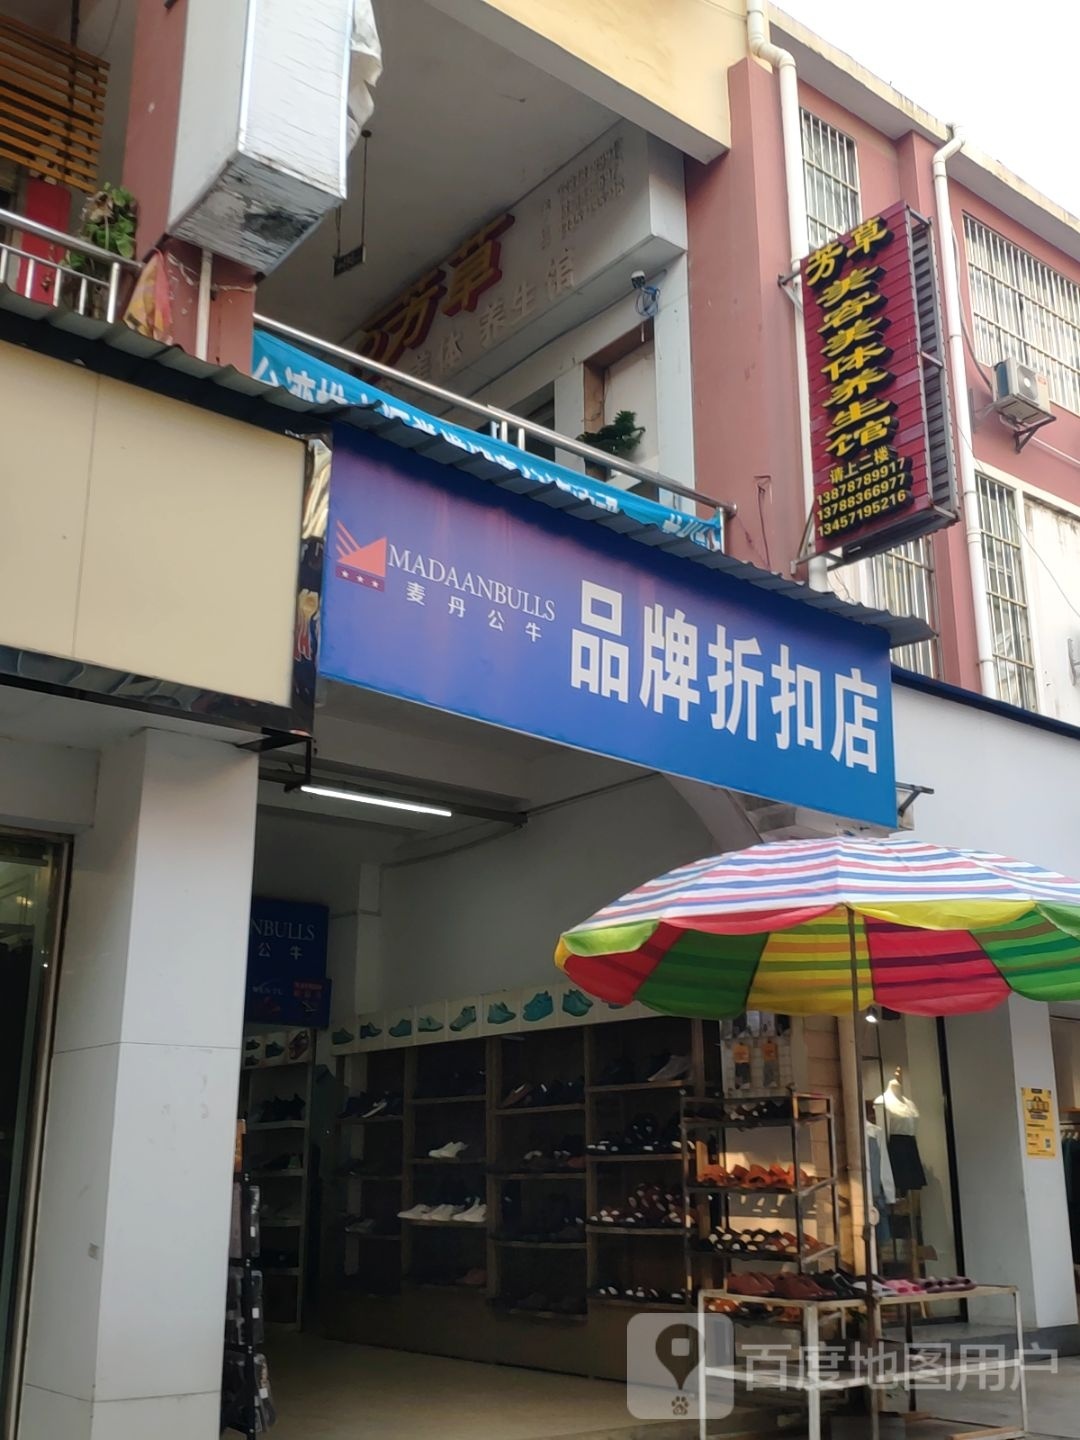 芳草
美体 养生馆
芳草美容美体养生馆
请上二楼
13878789917
13788366977
13457195216
MADAANBULLS
麦丹公牛
品牌折扣店
NBULLS
公牛
百度地图用户